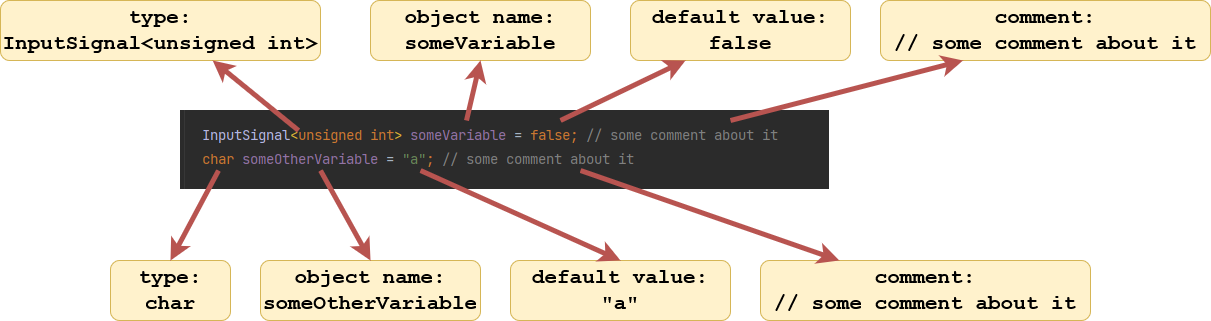 type:
InputSignal<unsigned int>
object name:
someVariable
default value:
false
comment:
// some comment about it
InputSignal<unsigned int> someVariable = false; // some comment about it
char someOtherVariable = "a"; // some comment about it
type:
char
object name:
someOtherVariable
default value:
"a"
comment:
// some comment about it